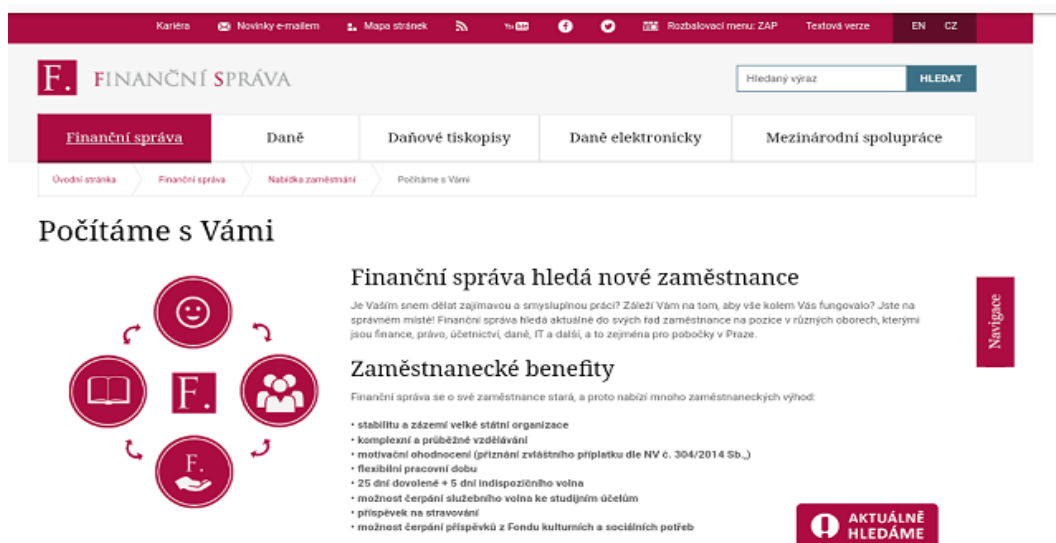 Kariéra Novinky e-mailem Mapa stránek Rozbalovací menu: ZAP Textová verze EN CZ
F. FINANČNÍ SPRÁVA
Hledaný výraz HLEDAT
Finanční správa Daně Daňové tiskopisy Daně elektronicky Mezinárodní spolupráce
Úvodní stránka Finanční správa Nabídka zaměstnání Počítáme s Vámi
Počítáme s Vámi
F.
F.
Finanční správa hledá nové zaměstnance
Je Vaším snem dělat zajímavou a smysluplnou práci? Záleží Vám na tom, aby vše kolem Vás fungovalo? Jste na
správném místě! Finanční správa hledá aktuálně do svých řad zaměstnance na pozice v různých oborech, kterými
jsou finance, právo, účetnictví, daně, IT a další, a to zejména pro pobočky v Praze.
Zaměstnanecké benefity
Finanční správa se o své zaměstnance stará, a proto nabízí mnoho zaměstnaneckých výhod:
• stabilitu a zázemí velké státní organizace
• komplexní a průběžné vzdělávání
• motivační ohodnocení (přiznání zvláštního příplatku dle NV č. 304/2014 Sb.,)
• flexibilní pracovní dobu
• 25 dní dovolené + 5 dní indispozičního volna
• možnost čerpání služebního volna ke studijním účelům
• příspěvek na stravování
• možnost čerpání příspěvků z Fondu kulturních a sociálních potřeb
Navigace
AKTUÁLNĚ
HLEDÁME